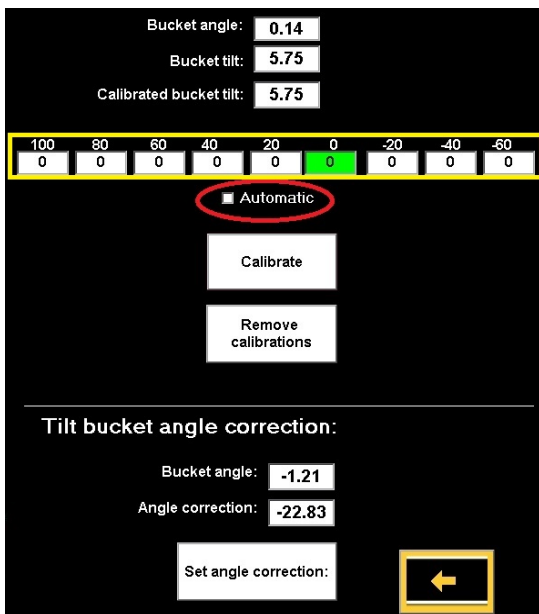 Bucket angle: 0.14
Bucket tilt: 5.75
Calibrated bucket tilt: 5.75
100 80 60 40 20 0 -20 -40 -60
0 0 0 0 0 0 0 0 0
Automatic
Calibrate
Remove
calibrations
Tilt bucket angle correction:
Bucket angle: -1.21
Angle correction: -22.83
Set angle correction: